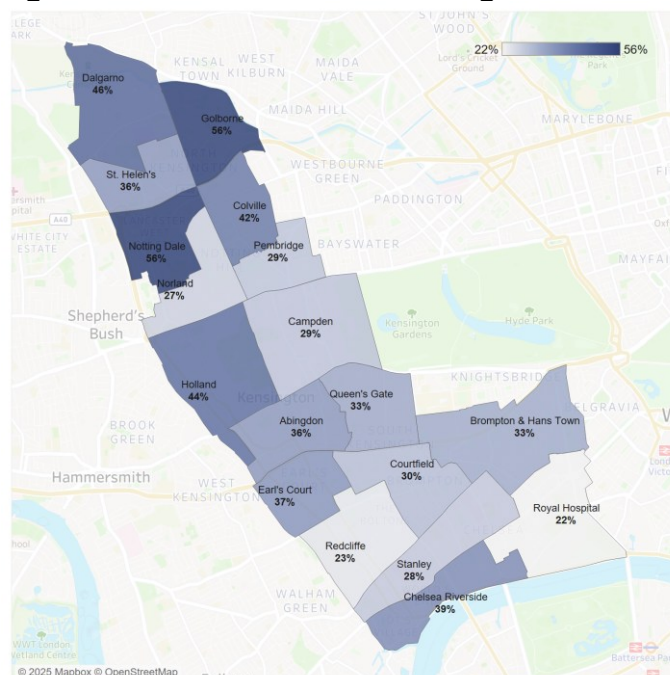 ST JOHN'S
WOOD
22%
56%
Lord's Cricket
Ground
Regent's
Park
KENSAL
TOWN
WEST
KILBURN
MAIDA
VALE
Dalgarno
46%
MAIDA HILL
MARYLEBONE
Golborne
56%
WESTBOURNE
GREEN
St. Helen's
36%
PADDINGTON
Colville
42%
A40
WHITE CITY
ESTATE
Notting Dale
56%
Pembridge
29%
BAYSWATER
Norland
27%
Shepherd's
Bush
Campden
29%
Kensington
Gardens
Hyde Park
Holland
44%
Kensington
Queen's Gate
33%
KNIGHTSBRIDGE
BELGRAVIA
BROOK
GREEN
Abingdon
36%
Brompton & Hans Town
33%
Courtfield
30%
Hammersmith
WEST
KENSINGTON
Earl's Court
37%
Royal Hospital
22%
Redcliffe
23%
Stanley
28%
WALHAM
GREEN
Chelsea Riverside
39%
WWT London
Wetland Centre
Battersea Park
© 2025 Mapbox © OpenStreetMap